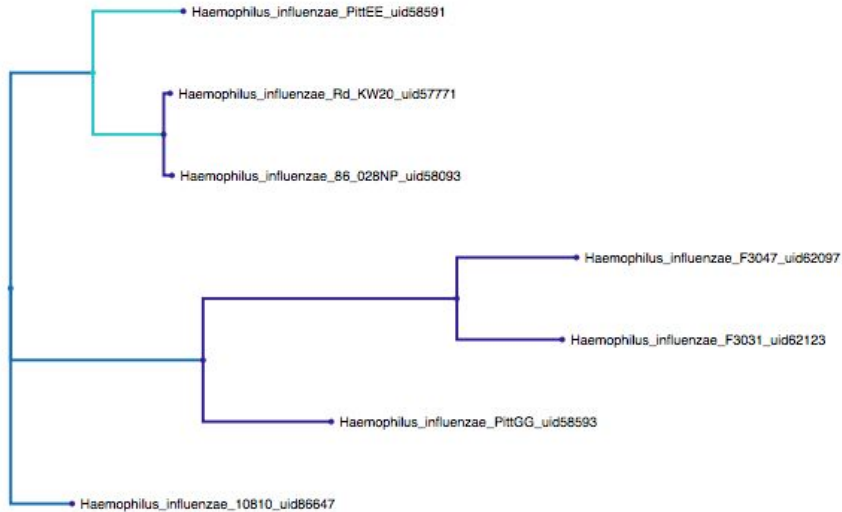 Haemophilus_influenzae_PittEE_uid58591
Haemophilus_influenzae_Rd_KW20_uid57771
Haemophilus_influenzae_86_028NP_uid58093
Haemophilus_influenzae_F3047_uid62097
Haemophilus_influenzae_F3031_uid62123
Haemophilus_influenzae_PittGG_uid58593
Haemophilus_influenzae_10810_uid86647